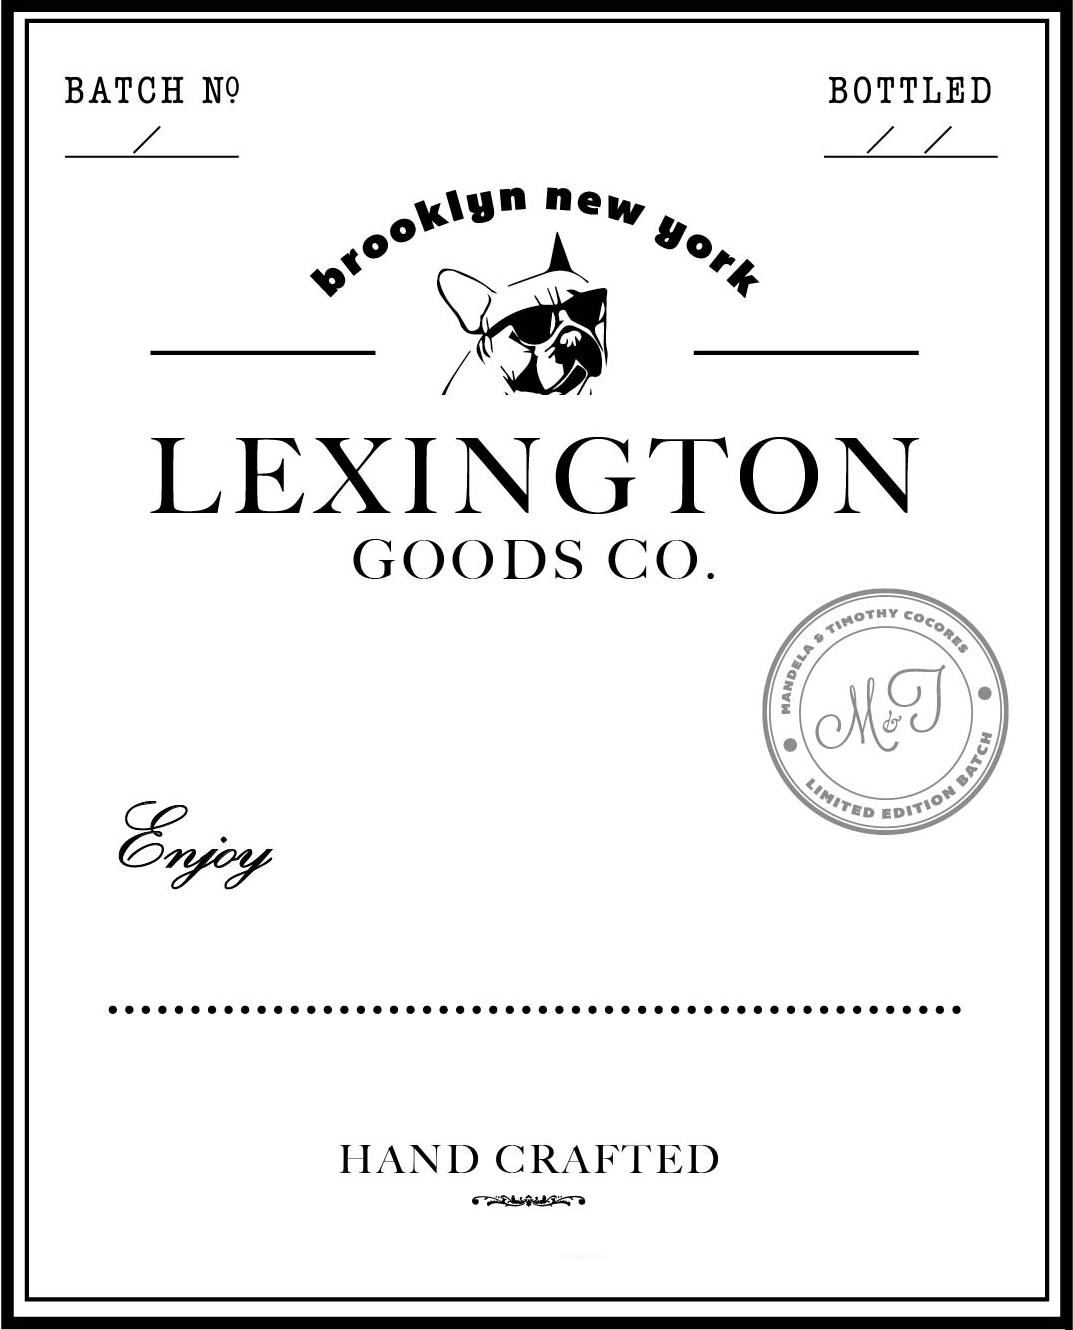 BATCH Nº
BOTTLED
/
/ /
brooklyn new york
LEXINGTON
GOODS CO.
MANDELA & TIMOTHY COCORES
M&T
LIMITED EDITION BATCH
Enjoy
HAND CRAFTED